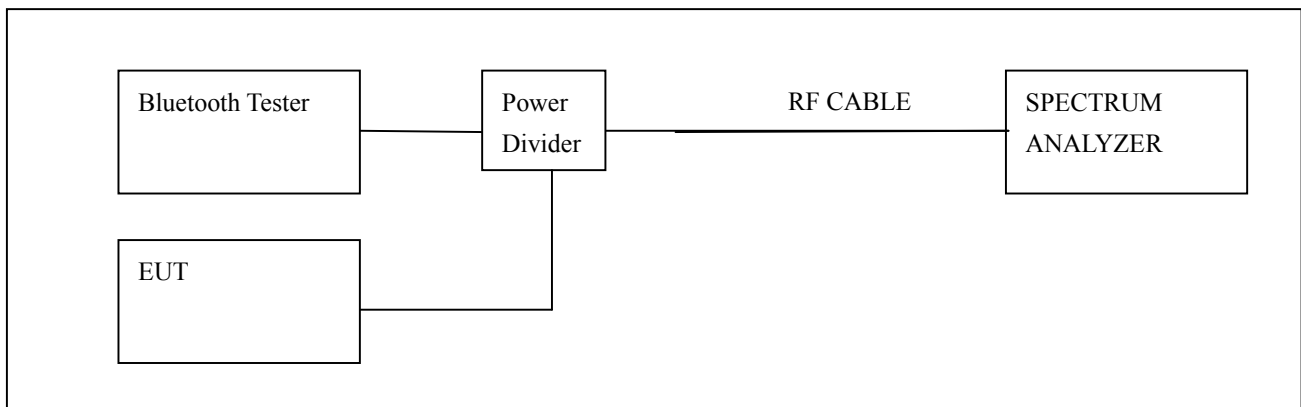 Bluetooth Tester
Power
Divider
RF CABLE
SPECTRUM
ANALYZER
EUT